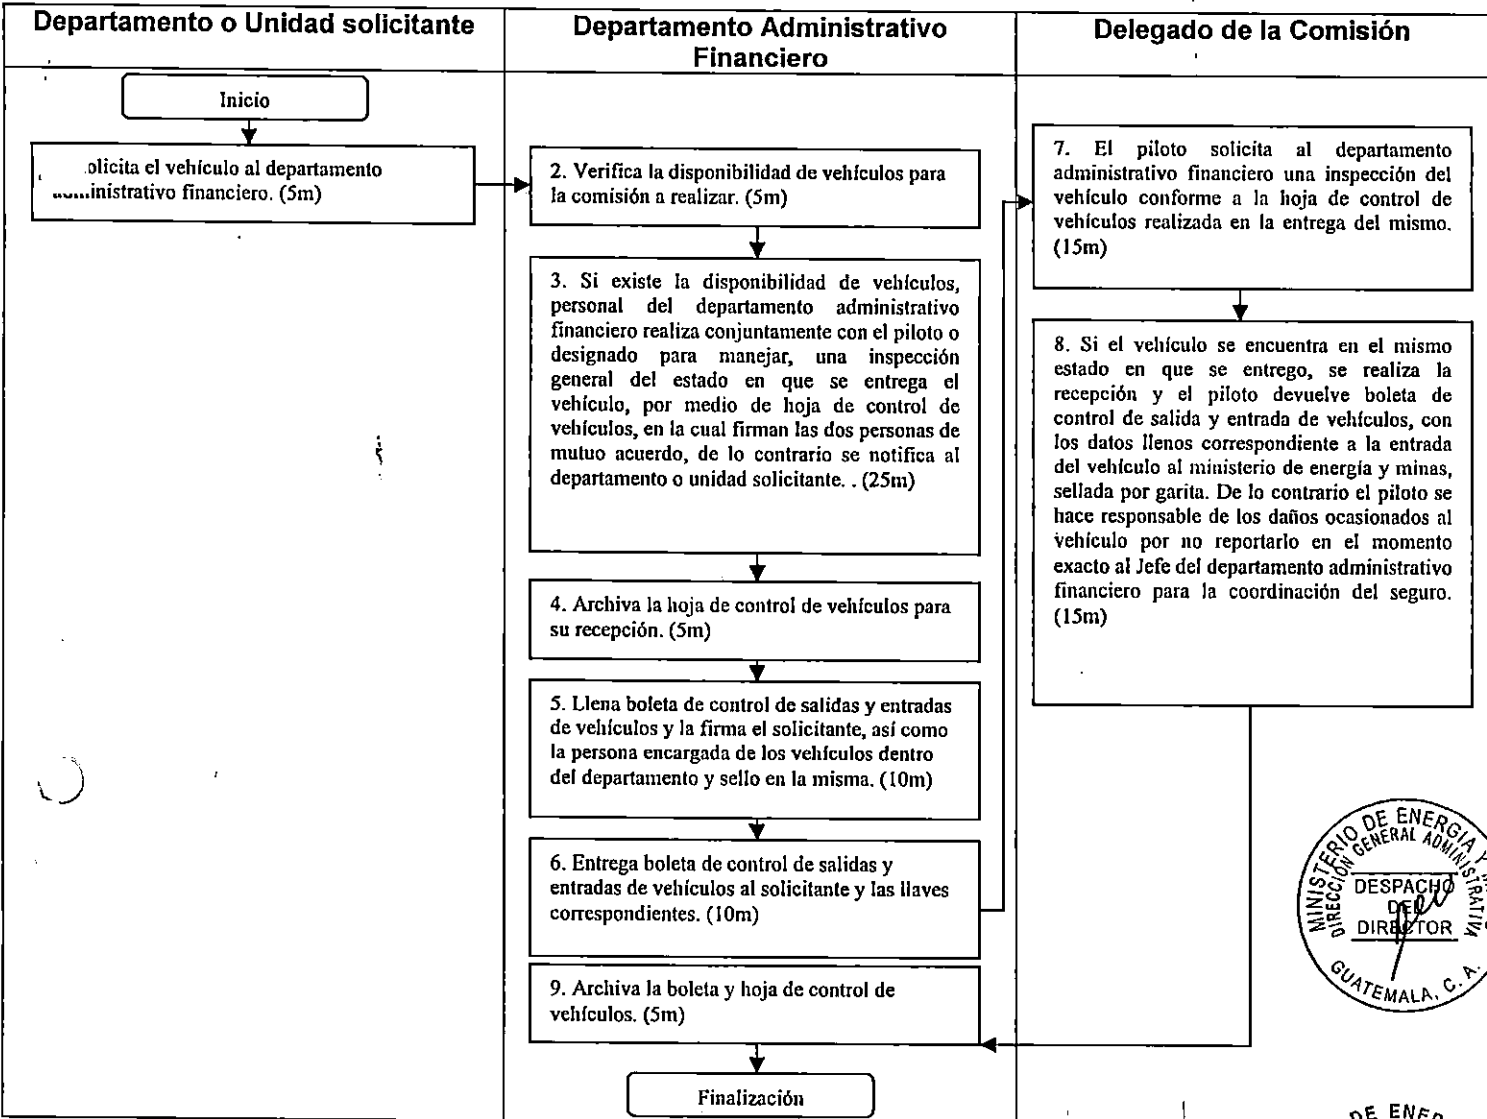 Departamento o Unidad solicitante
Departamento Administrativo
Financiero
Delegado de la Comisión
Inicio
olicita el vehículo al departamento
inistrativo financiero. (5m)
2. Verifica la disponibilidad de vehículos para
la comisión a realizar. (5m)
3. Si existe la disponibilidad de vehículos,
personal del departamento administrativo
financiero realiza conjuntamente con el piloto o
designado para manejar, una inspección
general del estado en que se entrega el
vehículo, por medio de hoja de control de
vehículos, en la cual firman las dos personas de
mutuo acuerdo, de lo contrario se notifica al
departamento o unidad solicitante. . (25m)
4. Archiva la hoja de control de vehículos para
su recepción. (5m)
5. Llena boleta de control de salidas y entradas
de vehículos y la firma el solicitante, así como
la persona encargada de los vehículos dentro
del departamento y sello en la misma. (10m)
6. Entrega boleta de control de salidas y
entradas de vehículos al solicitante y las llaves
correspondientes. (10m)
7. El piloto solicita al departamento
administrativo financiero una inspección del
vehículo conforme a la hoja de control de
vehículos realizada en la entrega del mismo.
(15m)
8. Si el vehículo se encuentra en el mismo
estado en que se entrego, se realiza la
recepción y el piloto devuelve boleta de
control de salida y entrada de vehículos, con
los datos llenos correspondiente a la entrada
del vehículo al ministerio de energía y minas,
sellada por garita. De lo contrario el piloto se
hace responsable de los daños ocasionados al
vehículo por no reportarlo en el momento
exacto al Jefe del departamento administrativo
financiero para la coordinación del seguro.
(15m)
9. Archiva la boleta y hoja de control de
vehículos. (5m)
Finalización
MINISTERIO DE ENERGIA Y
DIRECCIÓN GENERAL ADMINISTRATIVA
DESPACHO
DEL
DIRECTOR
GUATEMALA, C. A.
DE ENER